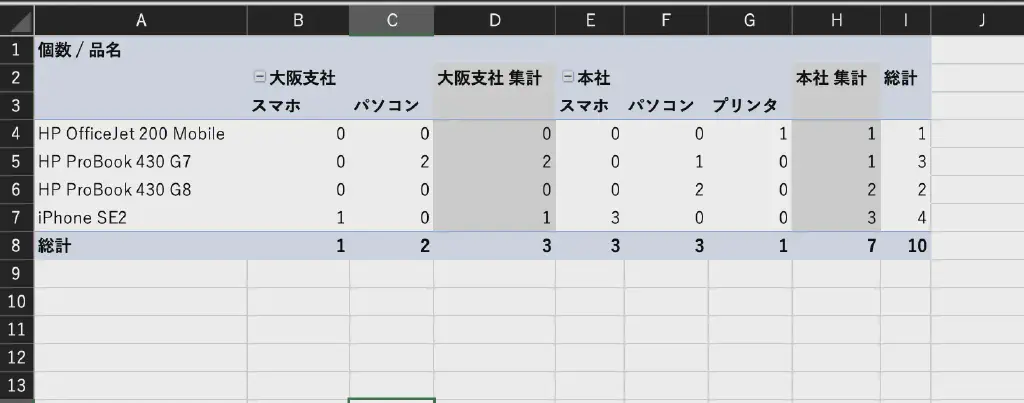 A B C D E F G H I J
1 個数 / 品名
2 大阪支社 大阪支社 集計 本社 本社 集計 総計
3 スマホ パソコン スマホ パソコン プリンタ
4 HP OfficeJet 200 Mobile 0 0 0 0 0 1 1 1
5 HP ProBook 430 G7 0 2 2 0 1 0 1 3
6 HP ProBook 430 G8 0 0 0 0 2 0 2 2
7 iPhone SE2 1 0 1 3 0 0 3 4
8 総計 1 2 3 3 3 1 7 10
9
10
11
12
13